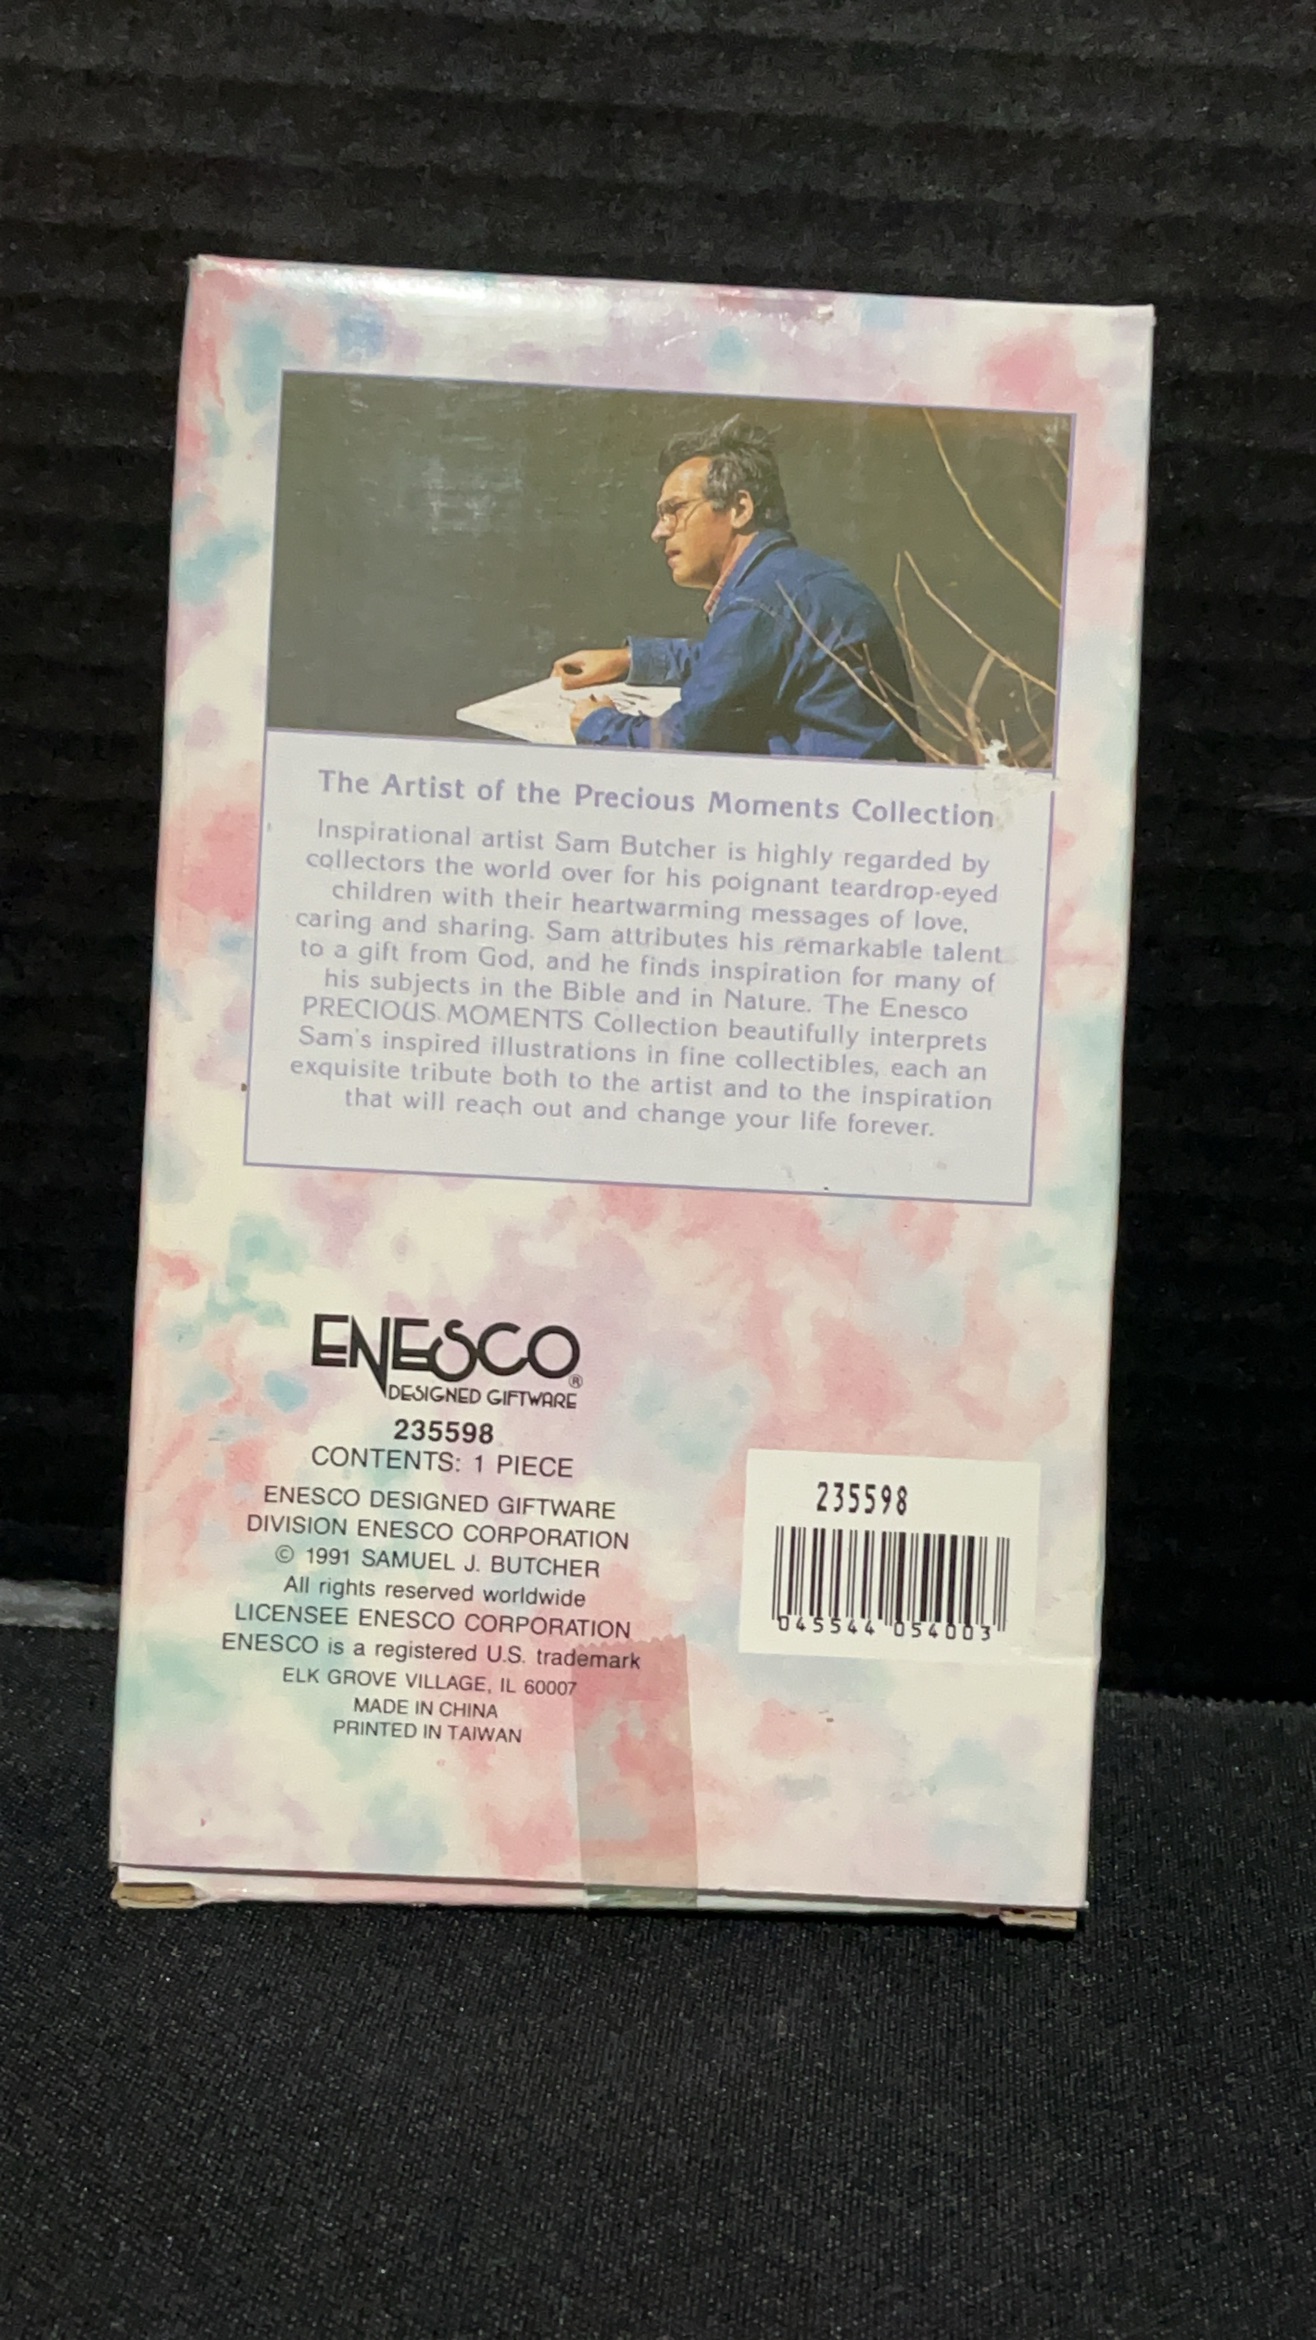 The Artist of the Precious Moments Collection
Inspirational artist Sam Butcher is highly regarded by
collectors the world over for his poignant teardrop-eyed
children with their heartwarming messages of love,
caring and sharing. Sam attributes his remarkable talent
to a gift from God, and he finds inspiration for many of
his subjects in the Bible and in Nature. The Enesco
PRECIOUS MOMENTS Collection beautifully interprets
Sam's inspired illustrations in fine collectibles, each an
exquisite tribute both to the artist and to the inspiration
that will reach out and change your life forever.
ENESCO®
DESIGNED GIFTWARE
235598
CONTENTS: 1 PIECE
ENESCO DESIGNED GIFTWARE
DIVISION ENESCO CORPORATION
© 1991 SAMUEL J. BUTCHER
All rights reserved worldwide
LICENSEE ENESCO CORPORATION
ENESCO is a registered U.S. trademark
ELK GROVE VILLAGE, IL 60007
MADE IN CHINA
PRINTED IN TAIWAN
235598
045544 054003